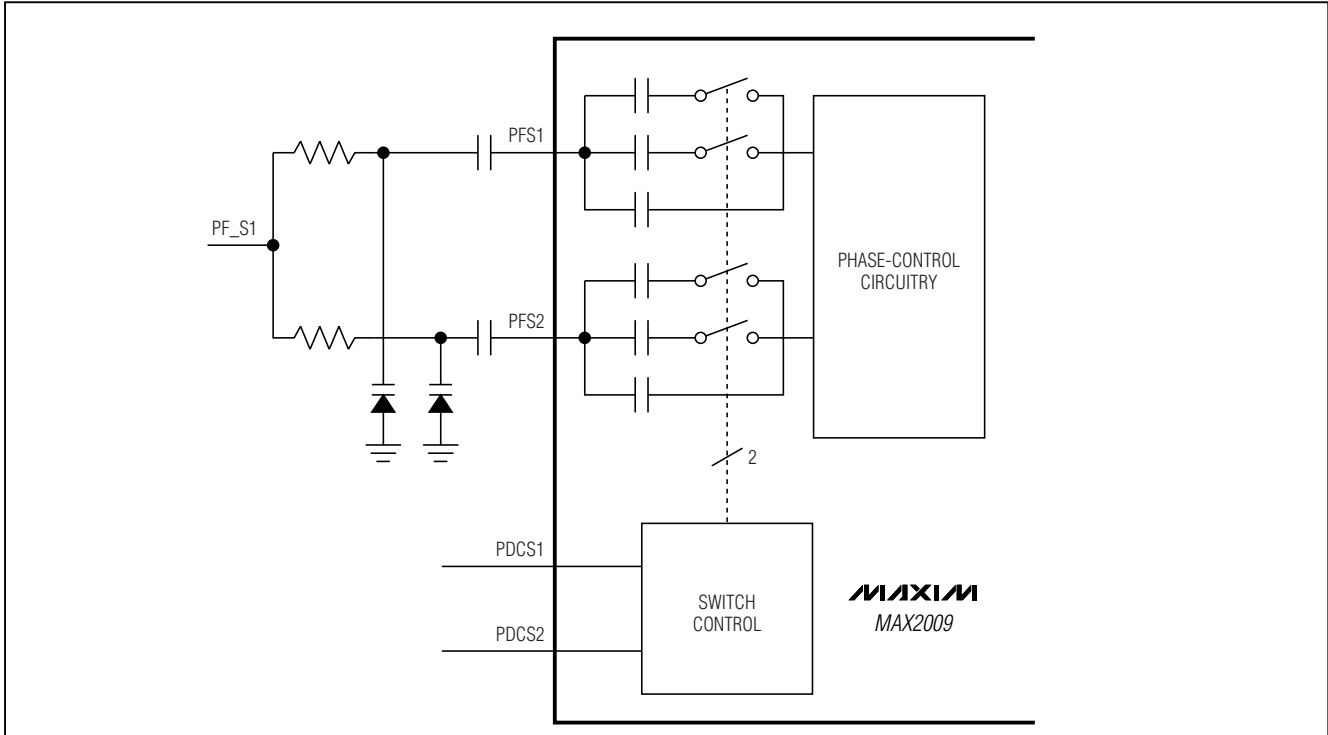 PFS1
PF_S1
PHASE-CONTROL
CIRCUITRY
PFS2
2
PDCS1
SWITCH
CONTROL
MAXIM
MAX2009
PDCS2